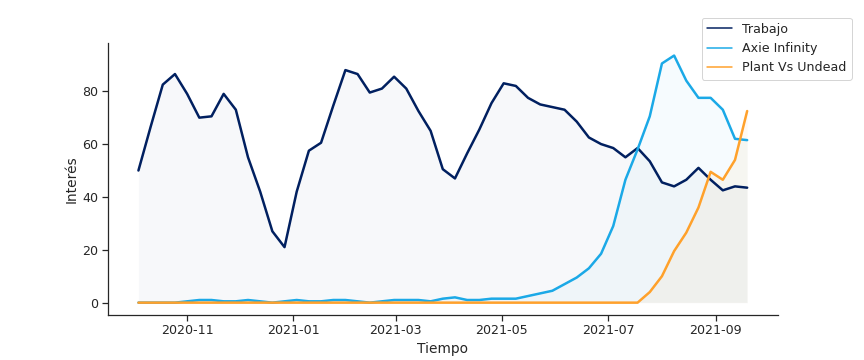 Trabajo
Axie Infinity
Plant Vs Undead
Interés
80
60
40
20
0
2020-11 2021-01 2021-03 2021-05 2021-07 2021-09
Tiempo